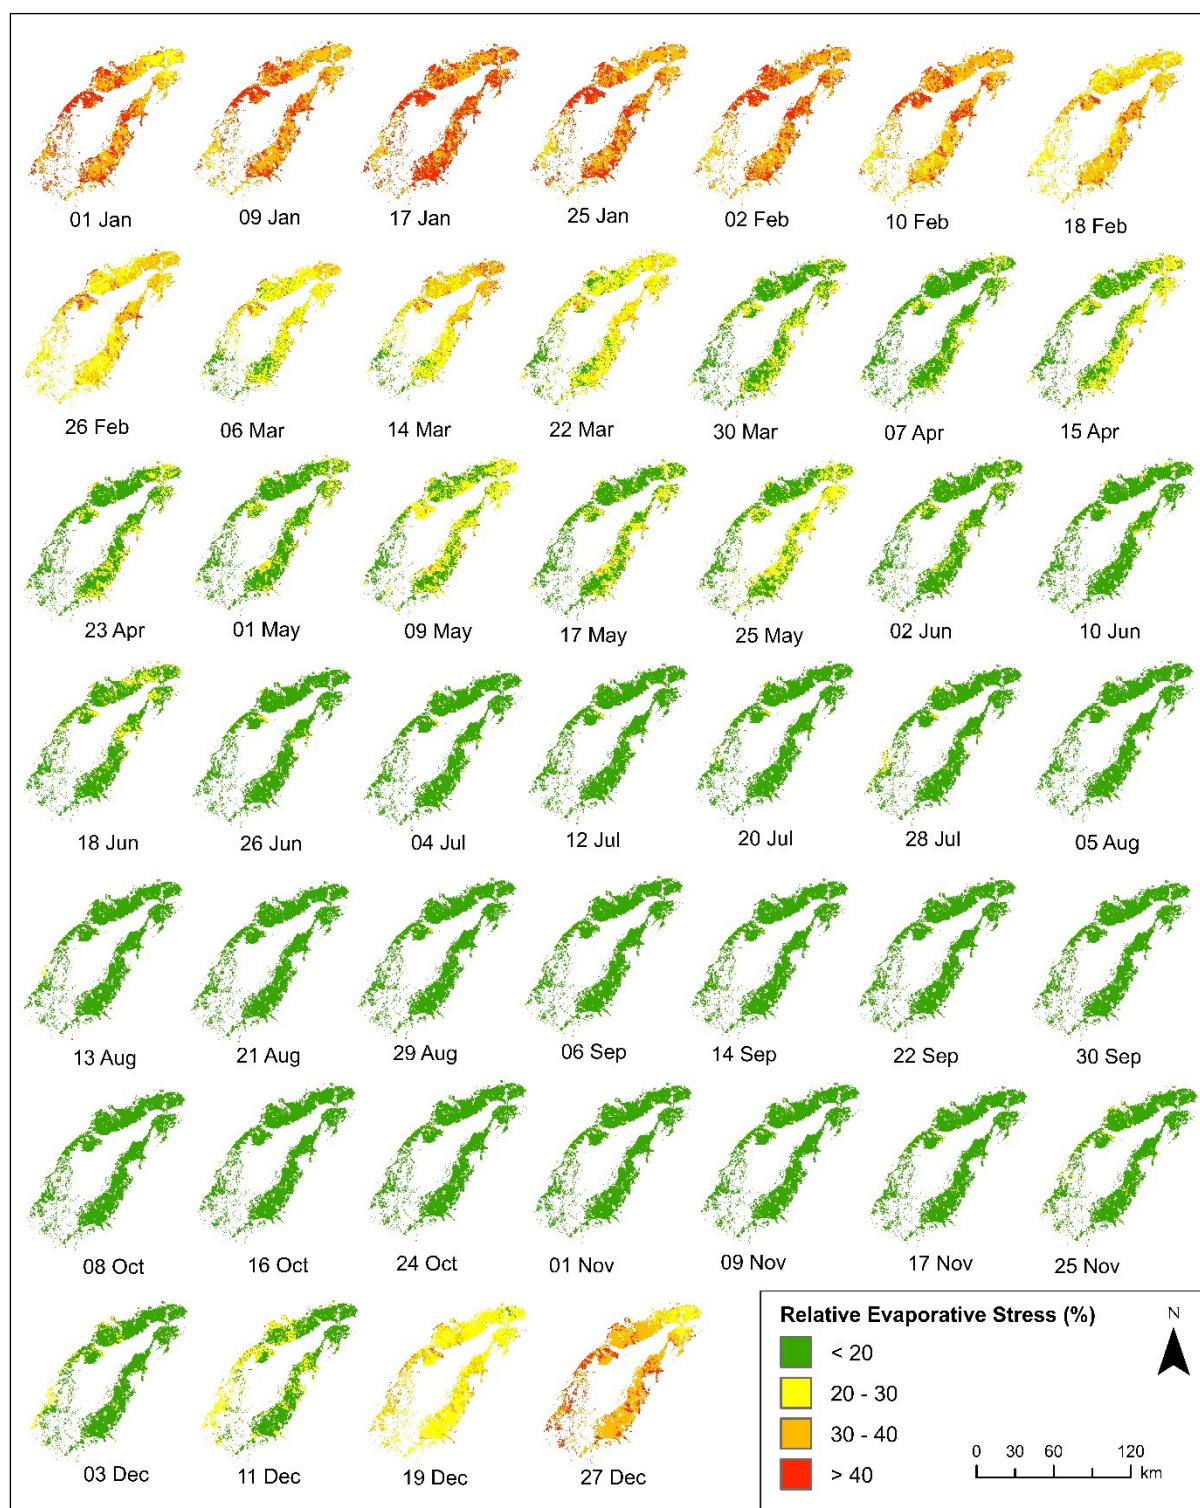 01 Jan
09 Jan
17 Jan
25 Jan
02 Feb
10 Feb
18 Feb
26 Feb
06 Mar
14 Mar
22 Mar
30 Mar
07 Apr
15 Apr
23 Apr
01 May
09 May
17 May
25 May
02 Jun
10 Jun
18 Jun
26 Jun
04 Jul
12 Jul
20 Jul
28 Jul
05 Aug
13 Aug
21 Aug
29 Aug
06 Sep
14 Sep
22 Sep
30 Sep
08 Oct
16 Oct
24 Oct
01 Nov
09 Nov
17 Nov
25 Nov
03 Dec
11 Dec
19 Dec
27 Dec
Relative Evaporative Stress (%)
< 20
20 - 30
30 - 40
> 40
N
0 30 60 120
km